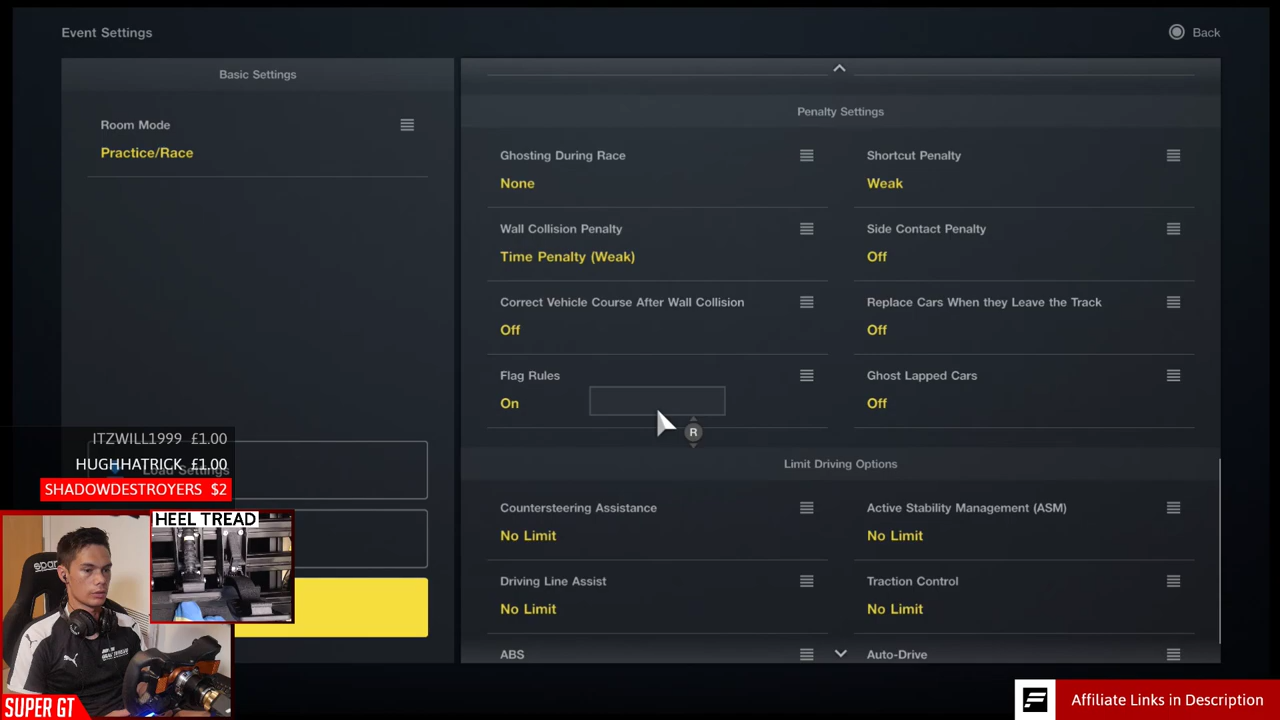 Event Settings
Back
Basic Settings
Room Mode
Practice/Race
Penalty Settings
Ghosting During Race
None
Shortcut Penalty
Weak
Wall Collision Penalty
Time Penalty (Weak)
Side Contact Penalty
Off
Correct Vehicle Course After Wall Collision
Off
Replace Cars When they Leave the Track
Off
Flag Rules
On
Ghost Lapped Cars
Off
R
Limit Driving Options
Countersteering Assistance
No Limit
Active Stability Management (ASM)
No Limit
Driving Line Assist
No Limit
Traction Control
No Limit
ABS
Auto-Drive
Load Settings
ITZWILL1999 £1.00
HUGHHATRICK £1.00
SHADOWDESTROYERS $2
HEEL TREAD
SUPER GT
Affiliate Links in Description